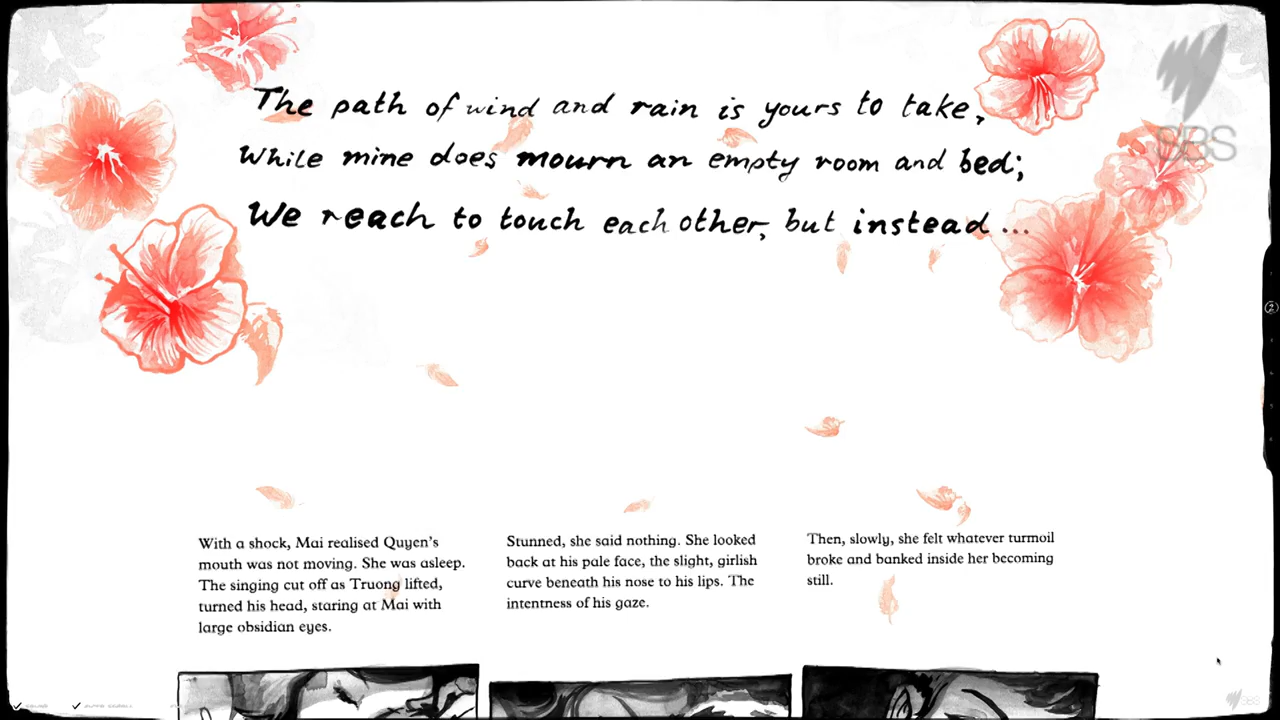 The path of wind and rain is yours to take,
While mine does mourn an empty room and bed;
We reach to touch each other, but instead ...
SBS
With a shock, Mai realised Quyen's
mouth was not moving. She was asleep.
The singing cut off as Truong lifted,
turned his head, staring at Mai with
large obsidian eyes.
Stunned, she said nothing. She looked
back at his pale face, the slight, girlish
curve beneath his nose to his lips. The
intentness of his gaze.
Then, slowly, she felt whatever turmoil
broke and banked inside her becoming
still.
2
SOUND
AUTO SCROLL
SBS